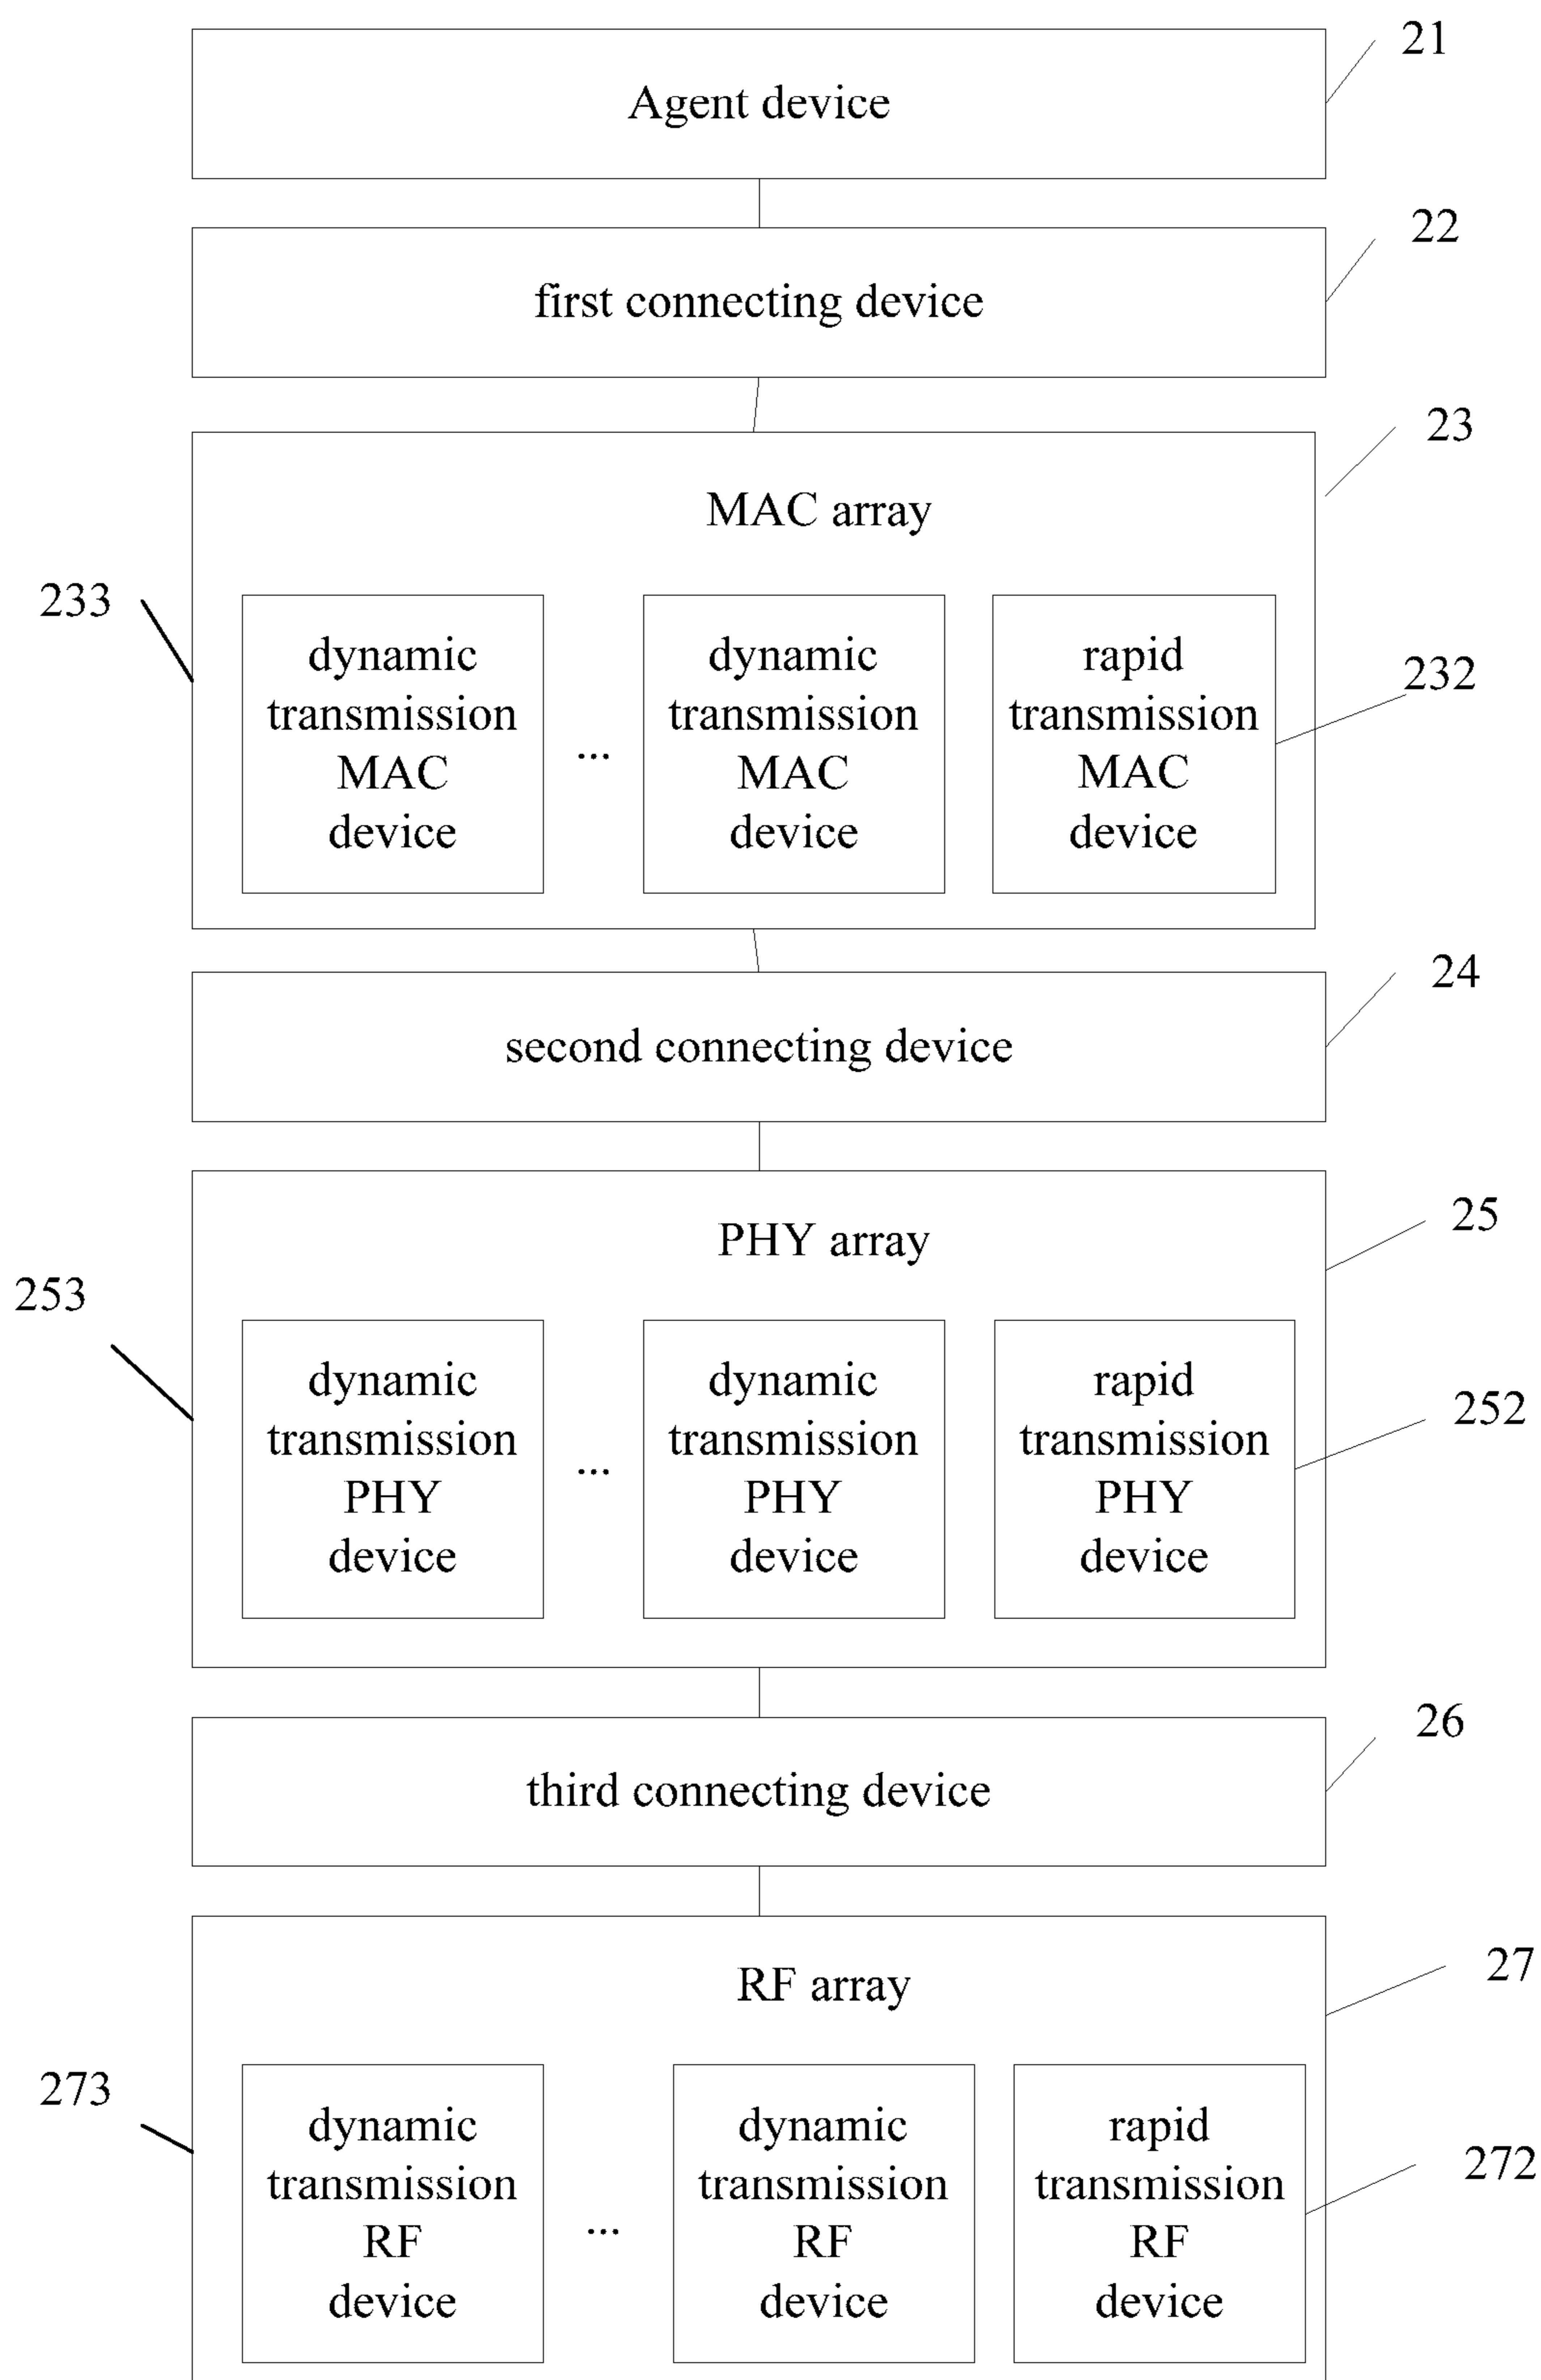 21
Agent device
22
first connecting device
23
MAC array
233
dynamic
transmission
MAC
device
...
dynamic
transmission
MAC
device
rapid
transmission
MAC
device
232
24
second connecting device
25
PHY array
253
dynamic
transmission
PHY
device
...
dynamic
transmission
PHY
device
rapid
transmission
PHY
device
252
26
third connecting device
27
RF array
273
dynamic
transmission
RF
device
...
dynamic
transmission
RF
device
rapid
transmission
RF
device
272